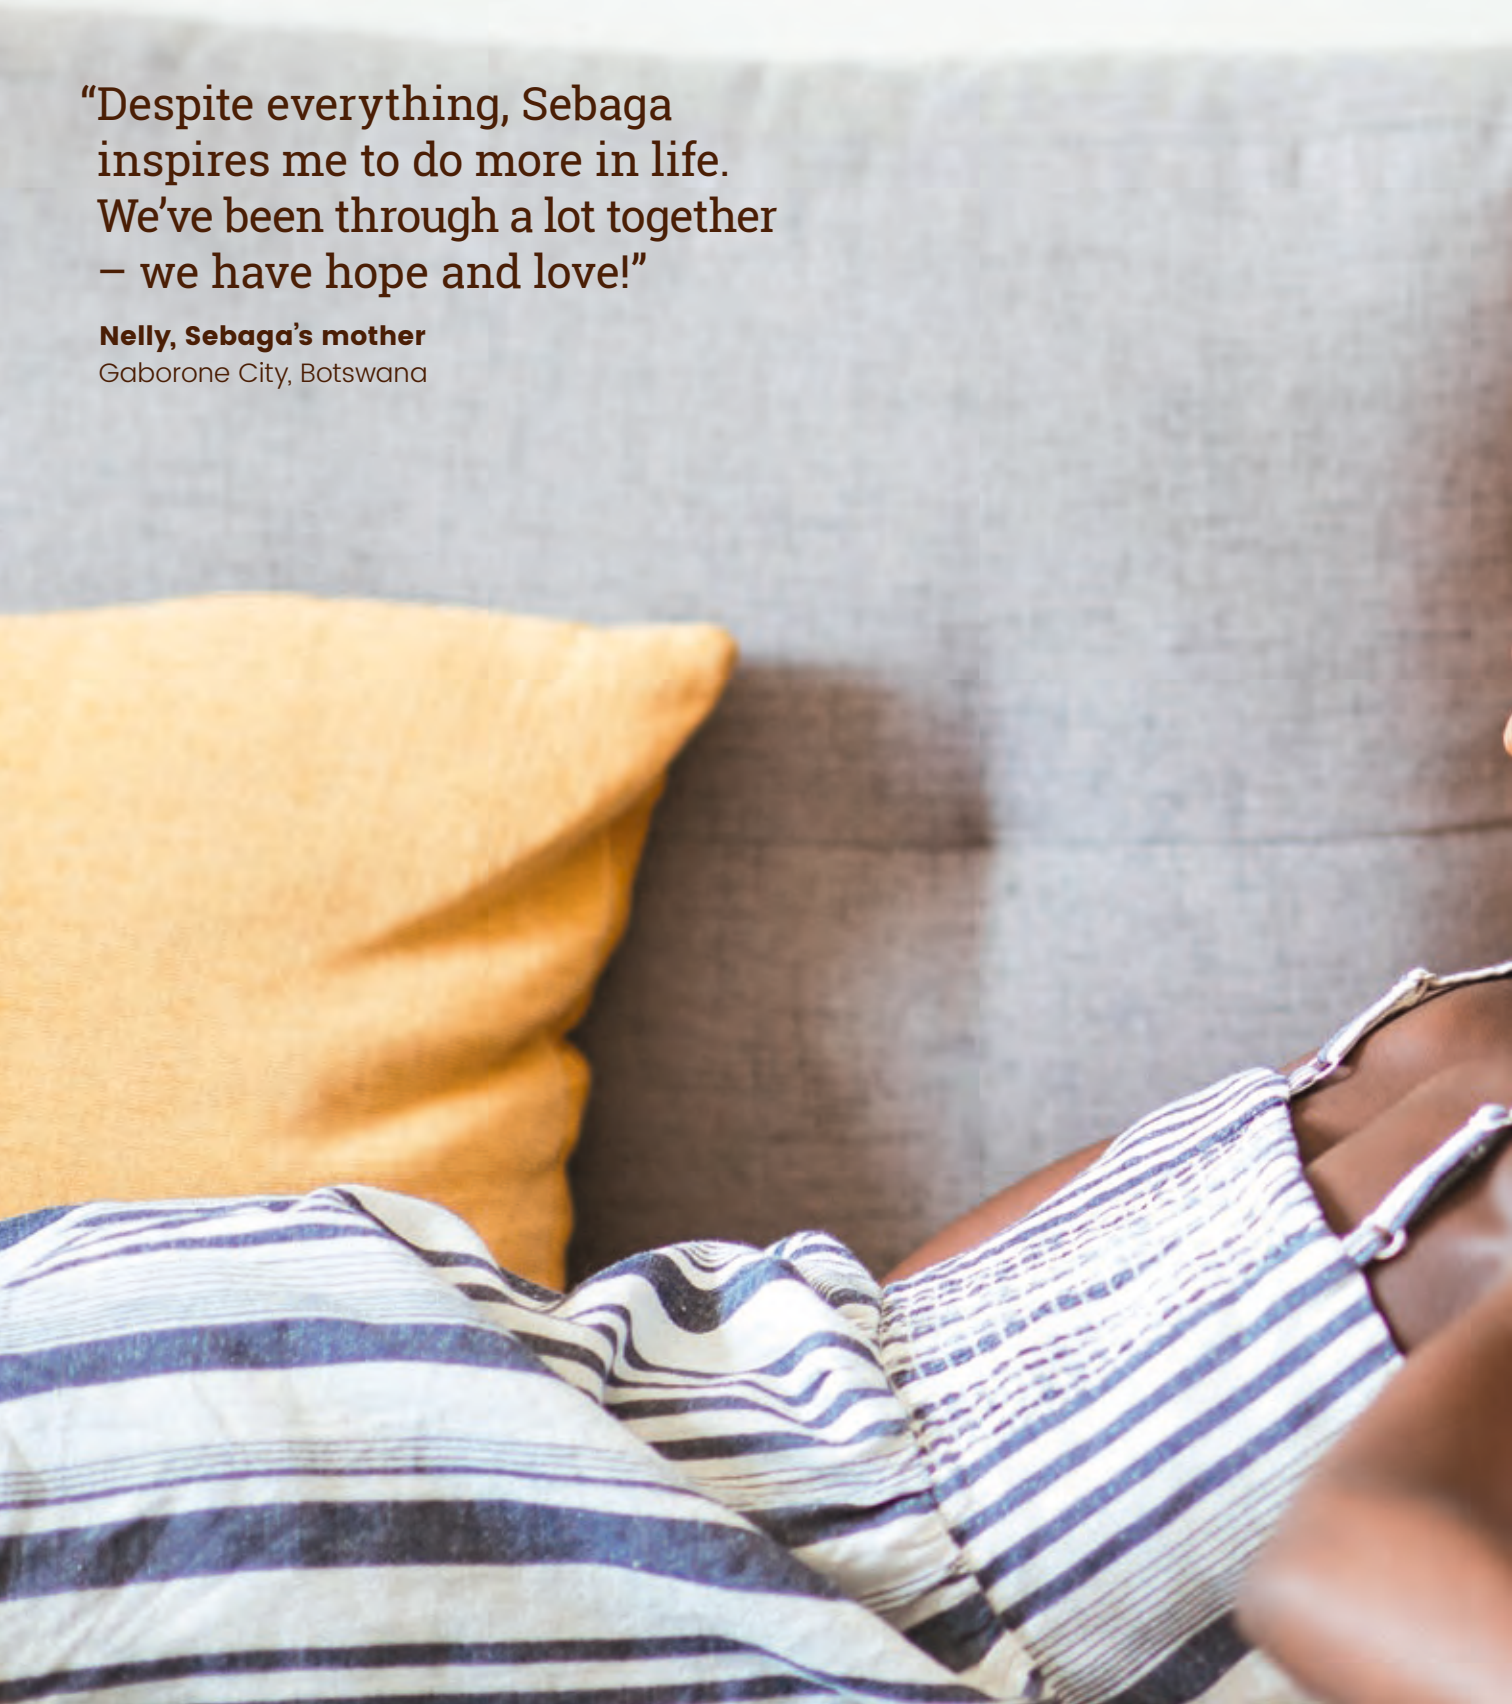 “Despite everything, Sebaga
inspires me to do more in life.
We’ve been through a lot together
– we have hope and love!”
Nelly, Sebaga’s mother
Gaborone City, Botswana